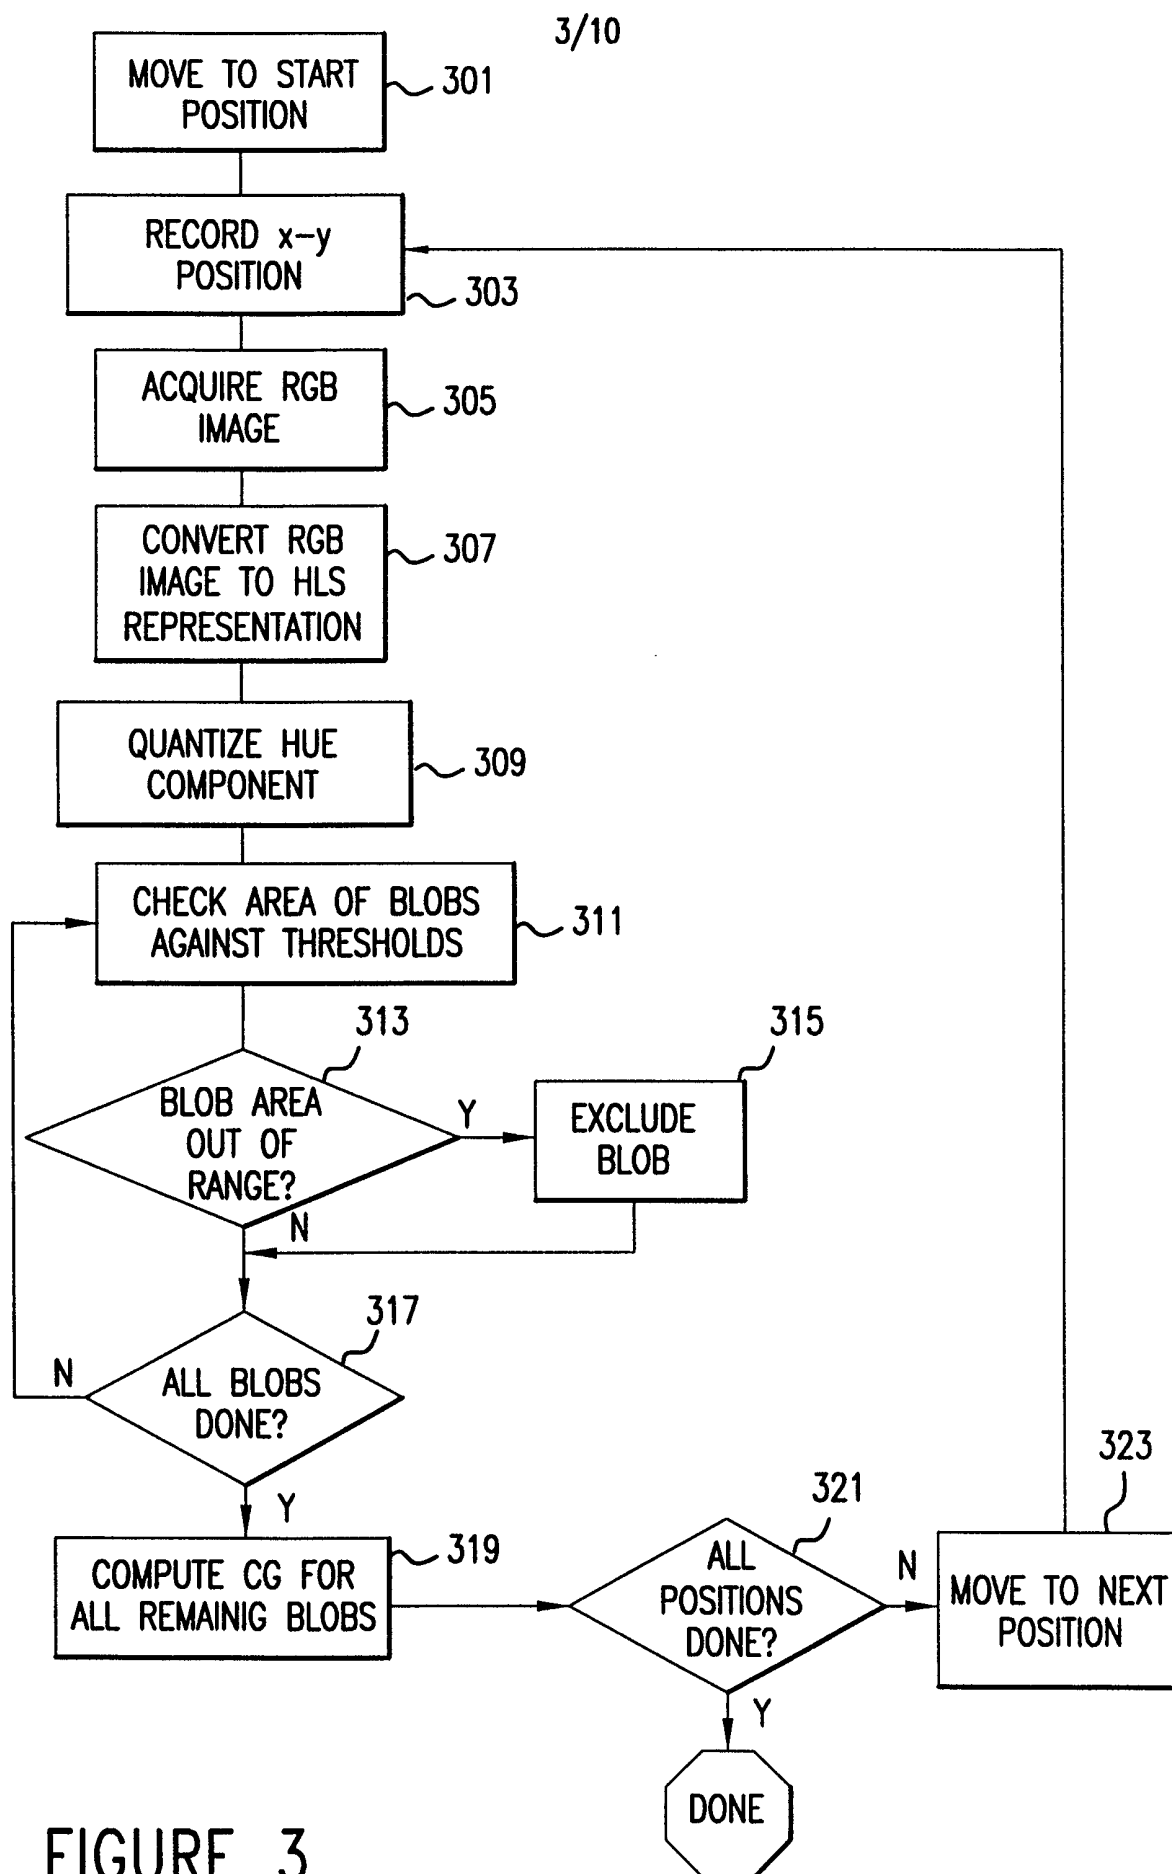 3/10
MOVE TO START
POSITION
301
RECORD x-y
POSITION
303
ACQUIRE RGB
IMAGE
305
CONVERT RGB
IMAGE TO HLS
REPRESENTATION
307
QUANTIZE HUE
COMPONENT
309
CHECK AREA OF BLOBS
AGAINST THRESHOLDS
311
313
BLOB AREA
OUT OF
RANGE?
Y
N
315
EXCLUDE
BLOB
317
ALL BLOBS
DONE?
N
Y
COMPUTE CG FOR
ALL REMAINIG BLOBS
319
321
ALL
POSITIONS
DONE?
N
Y
323
MOVE TO NEXT
POSITION
DONE
FIGURE 3